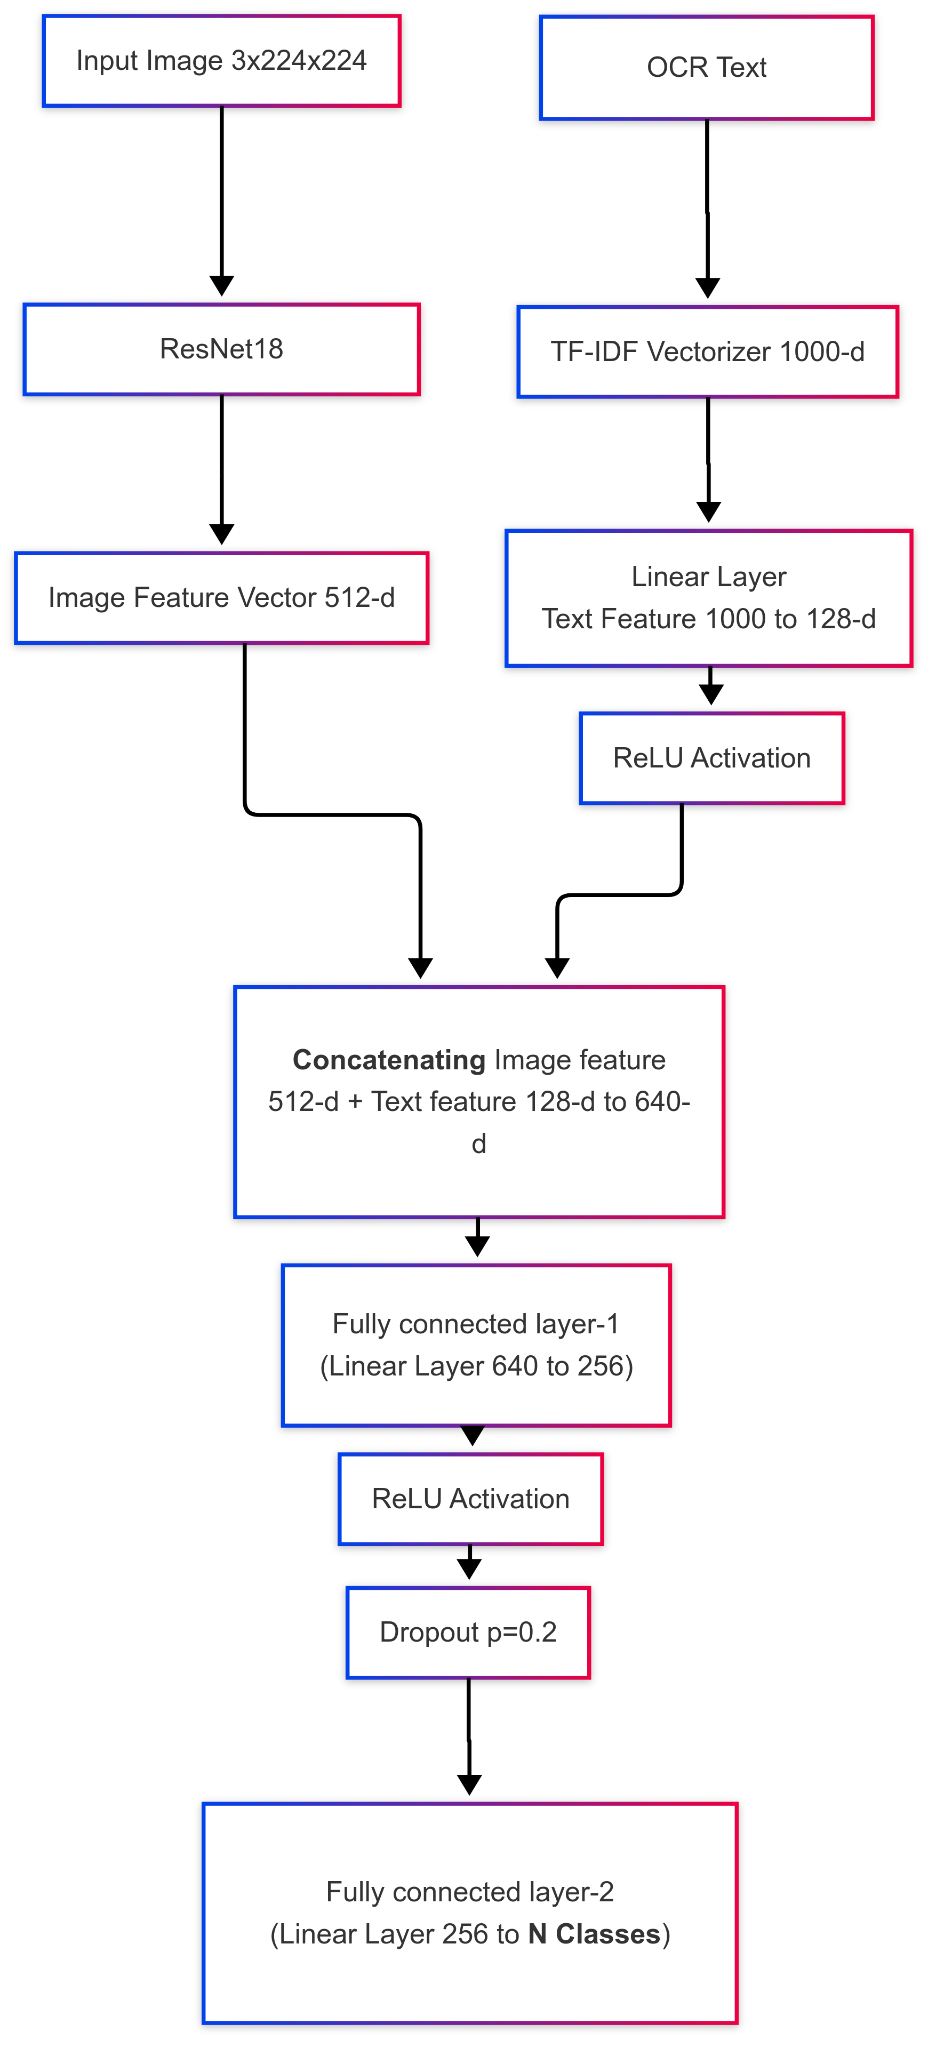 Input Image 3x224x224
OCR Text
ResNet18
TF-IDF Vectorizer 1000-d
Image Feature Vector 512-d
Linear Layer
Text Feature 1000 to 128-d
ReLU Activation
Concatenating Image feature
512-d + Text feature 128-d to 640-
d
Fully connected layer-1
(Linear Layer 640 to 256)
ReLU Activation
Dropout p=0.2
Fully connected layer-2
(Linear Layer 256 to N Classes)